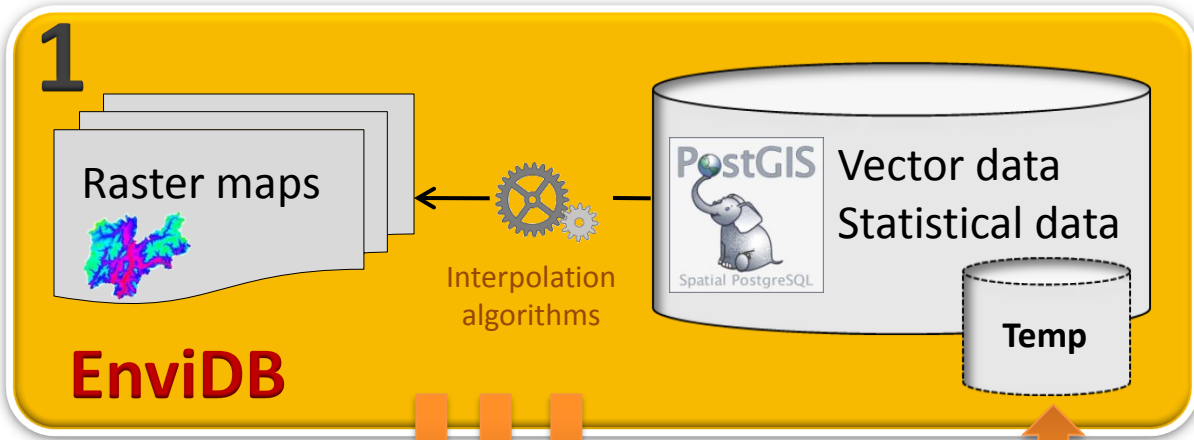 1
Raster maps
Interpolation
algorithms
PostGIS
Spatial PostgreSQL
Vector data
Statistical data
Temp
EnviDB